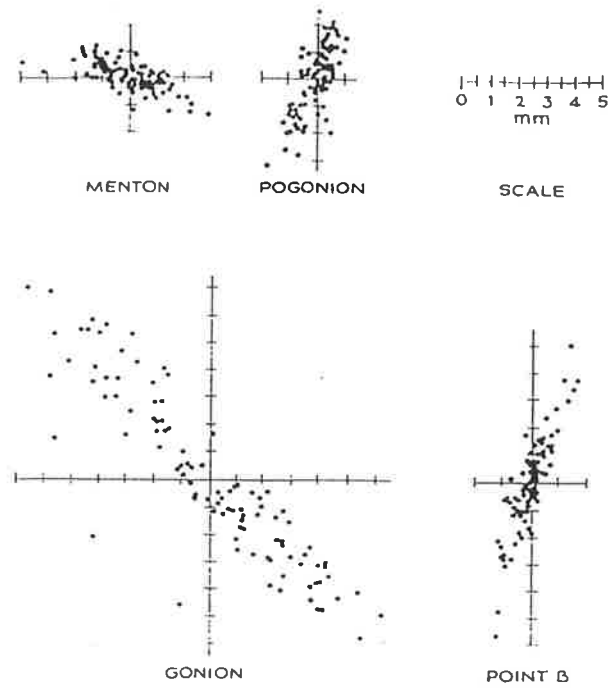 0 1 2 3 4 5
mm
MENTON
POGONION
SCALE
GONION
POINT B